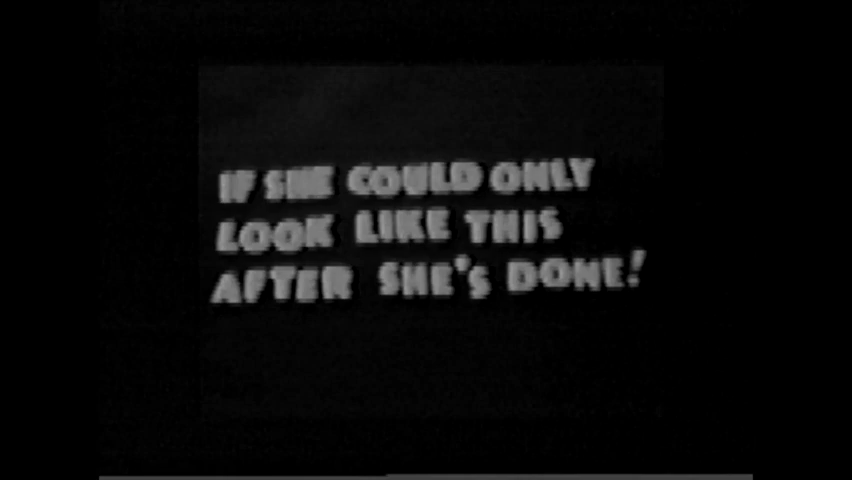 IF SHE COULD ONLY
LOOK LIKE THIS
AFTER SHE'S DONE!